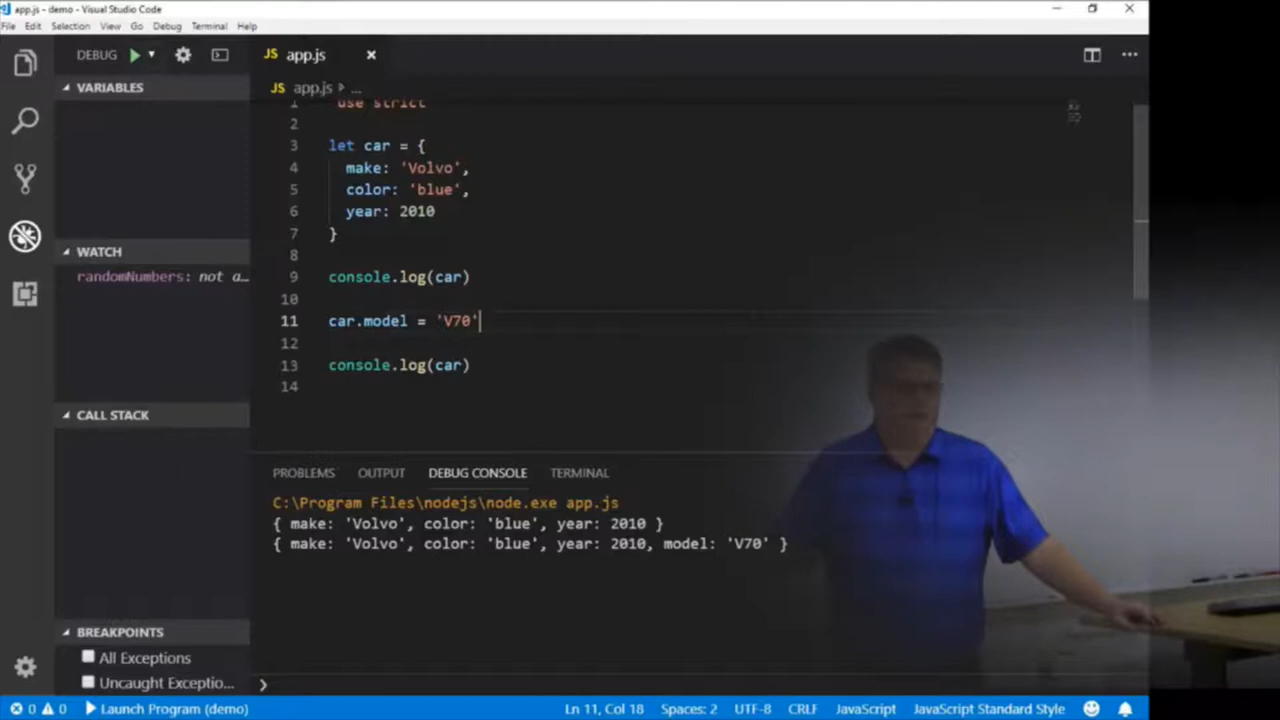 app.js - demo - Visual Studio Code
File Edit Selection View Go Debug Terminal Help
DEBUG
JS app.js
JS app.js ...
VARIABLES
1 'use strict
2
3 let car = {
4 make: 'Volvo',
5 color: 'blue',
6 year: 2010
7 }
8
9 console.log(car)
10
11 car.model = 'V70'
12
13 console.log(car)
14
WATCH
randomNumbers: not a…
CALL STACK
BREAKPOINTS
All Exceptions
Uncaught Exceptio…
PROBLEMS OUTPUT DEBUG CONSOLE TERMINAL
C:\Program Files\nodejs\node.exe app.js
{ make: 'Volvo', color: 'blue', year: 2010 }
{ make: 'Volvo', color: 'blue', year: 2010, model: 'V70' }
0 0 Launch Program (demo) Ln 11, Col 18 Spaces: 2 UTF-8 CRLF JavaScript JavaScript Standard Style